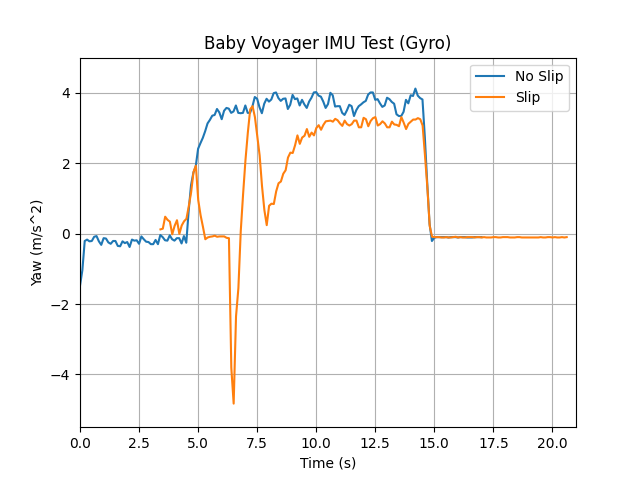 Baby Voyager IMU Test (Gyro)
No Slip
Slip
4
2
0
−2
−4
Yaw (m/s^2)
0.0 2.5 5.0 7.5 10.0 12.5 15.0 17.5 20.0
Time (s)